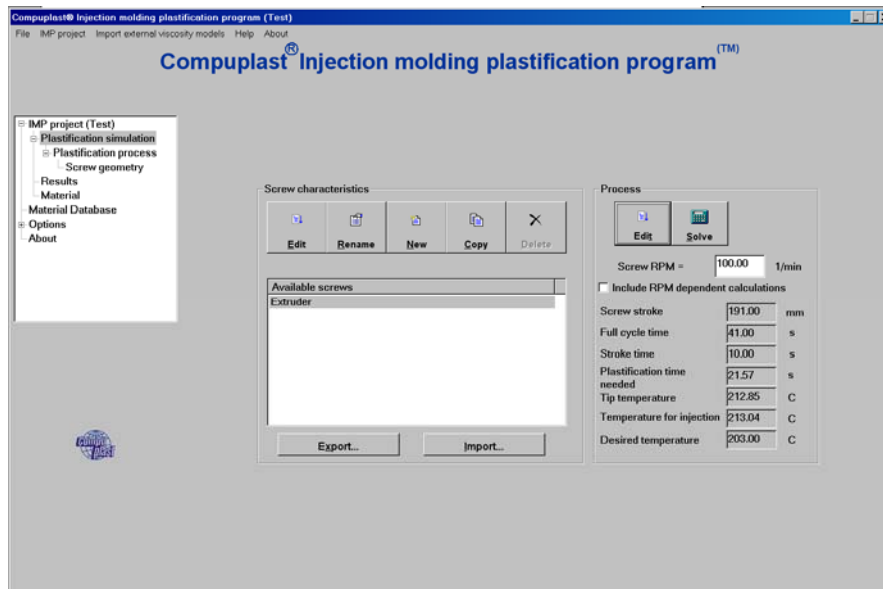 Compuplast® Injection molding plastification program (Test)
File IMP project Import external viscosity models Help About
Compuplast® Injection molding plastification program(TM)
IMP project (Test)
Plastification simulation
Plastification process
Screw geometry
Results
Material
Material Database
Options
About
Screw characteristics
Edit Rename New Copy Delete
Available screws
Extruder
Export... Import...
Process
Edit Solve
Screw RPM = 100.00 1/min
Include RPM dependent calculations
Screw stroke 191.00 mm
Full cycle time 41.00 s
Stroke time 10.00 s
Plastification time
needed 21.57 s
Tip temperature 212.85 C
Temperature for injection 213.04 C
Desired temperature 203.00 C
Compu
plast